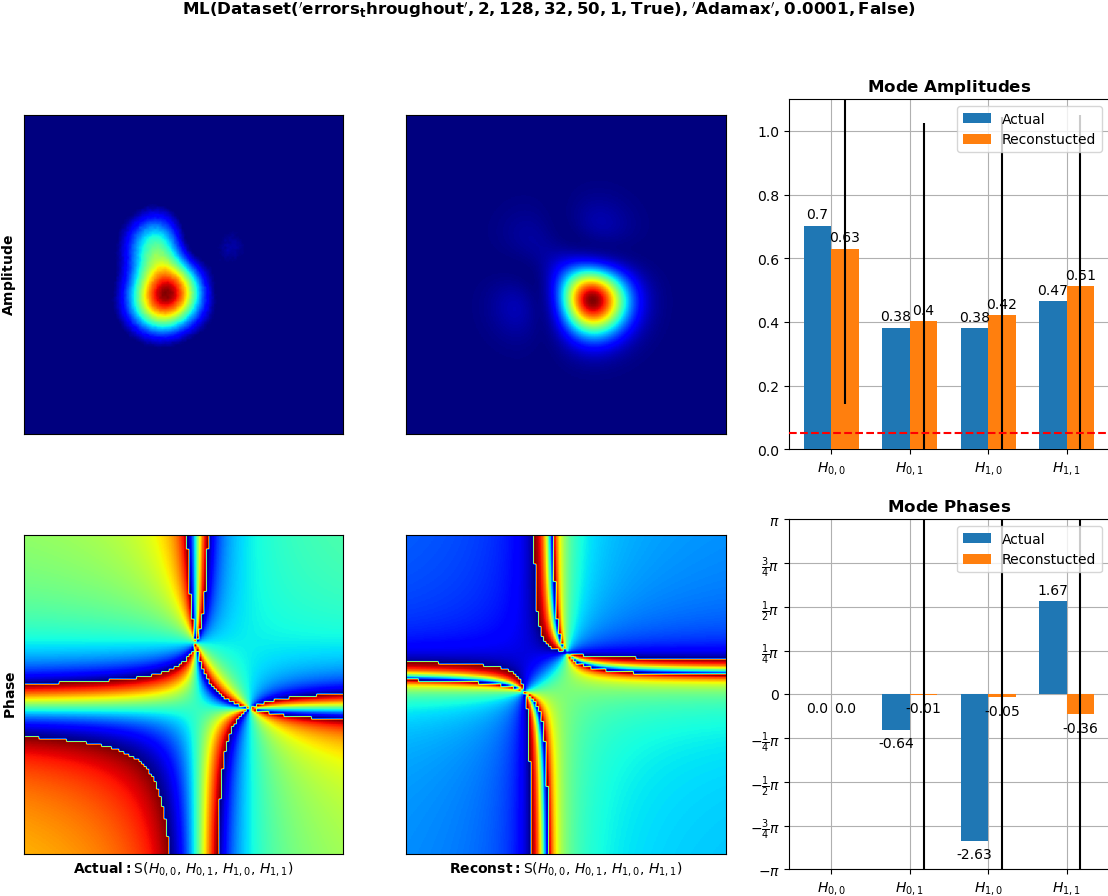 ML(Dataset('errors_throughout', 2, 128, 32, 50, 1, True), 'Adamax', 0.0001, False)
Amplitude
Mode Amplitudes
Actual
Reconstucted
1.0
0.8
0.6
0.4
0.2
0.0
0.7
0.63
0.38
0.4
0.38
0.42
0.47
0.51
H0,0
H0,1
H1,0
H1,1
Phase
Actual: S(H0,0, H0,1, H1,0, H1,1)
Reconst: S(H0,0, H0,1, H1,0, H1,1)
Mode Phases
Actual
Reconstucted
π
3/4π
1/2π
1/4π
0
−1/4π
−1/2π
−3/4π
−π
0.0
0.0
-0.64
-0.01
-2.63
-0.05
1.67
-0.36
H0,0
H0,1
H1,0
H1,1